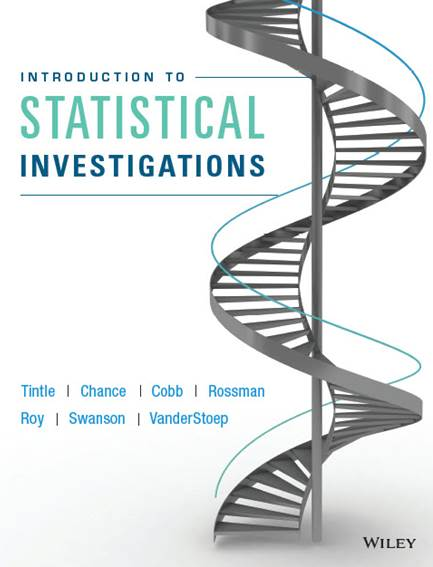 INTRODUCTION TO
STATISTICAL
INVESTIGATIONS
Tintle | Chance | Cobb | Rossman
Roy | Swanson | VanderStoep
WILEY